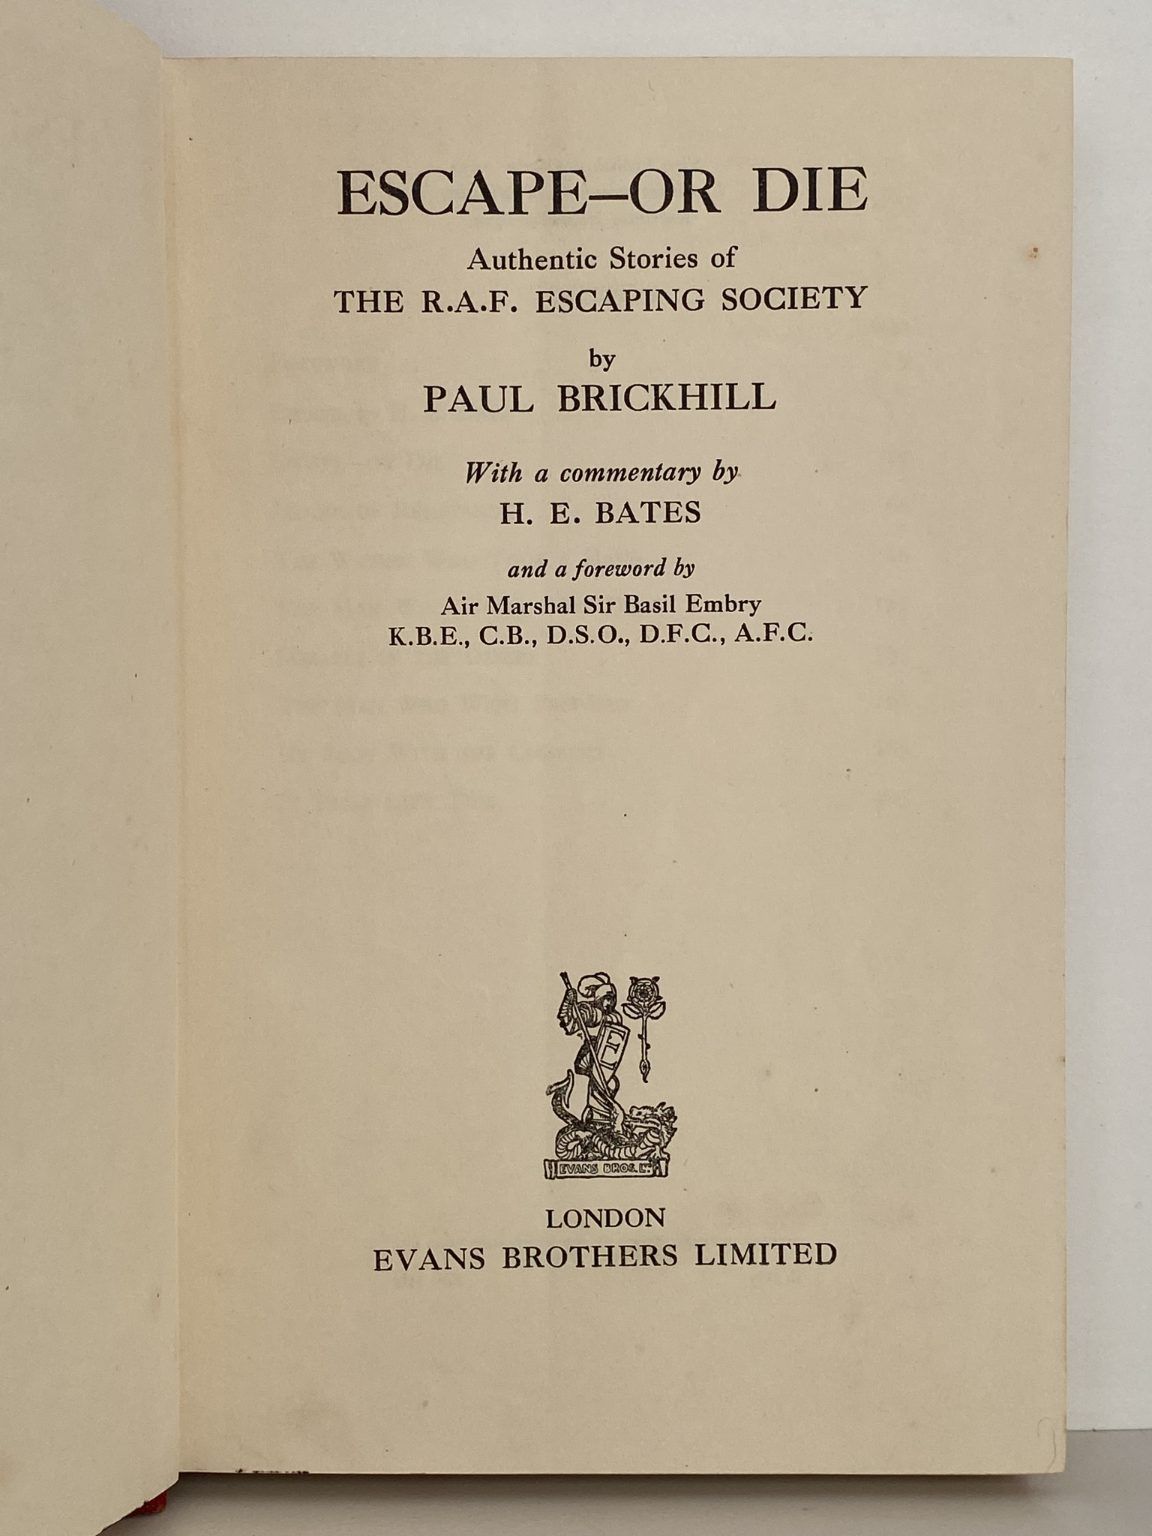 ESCAPE—OR DIE
Authentic Stories of
THE R.A.F. ESCAPING SOCIETY
by
PAUL BRICKHILL
With a commentary by
H. E. BATES
and a foreword by
Air Marshal Sir Basil Embry
K.B.E., C.B., D.S.O., D.F.C., A.F.C.
E
EVANS BROS. LTD
LONDON
EVANS BROTHERS LIMITED